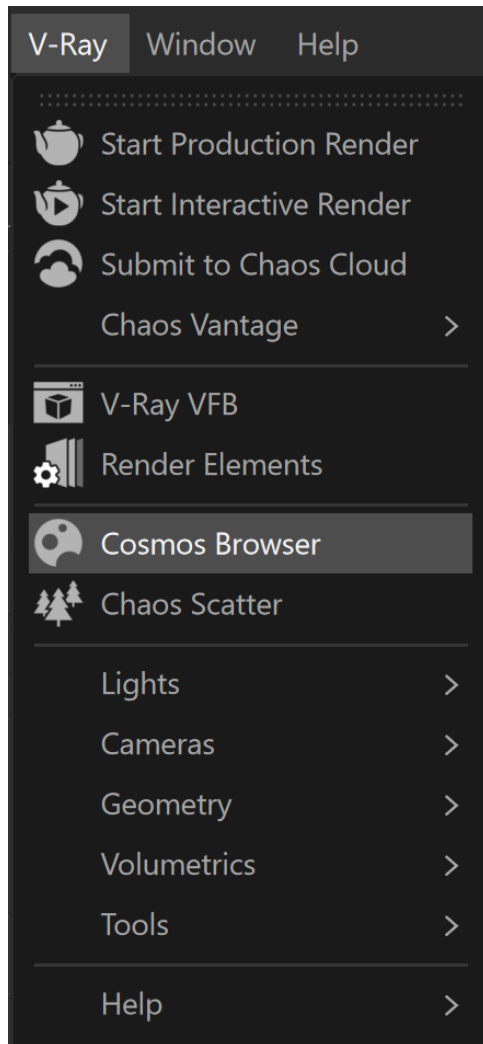 V-Ray Window Help
Start Production Render
Start Interactive Render
Submit to Chaos Cloud
Chaos Vantage
V-Ray VFB
Render Elements
Cosmos Browser
Chaos Scatter
Lights
Cameras
Geometry
Volumetrics
Tools
Help